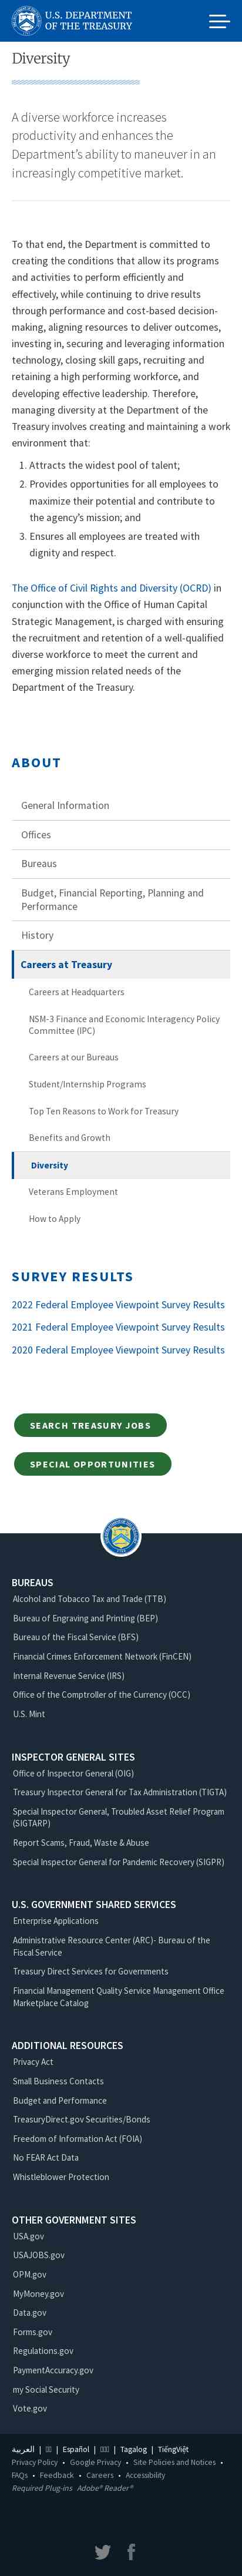 U.S. DEPARTMENT
OF THE TREASURY
Diversity
A diverse workforce increases
productivity and enhances the
Department’s ability to maneuver in an
increasingly competitive market.
To that end, the Department is committed to
creating the conditions that allow its programs
and activities to perform efficiently and
effectively, while continuing to drive towards
performance and cost-based decision-
making, aligning resources to deliver outcomes,
investing in, securing and leveraging information
technology, closing skill gaps, recruiting and
retaining a high performing workforce, and
developing effective leadership. Therefore,
managing diversity at the Department of the
Treasury involves creating and maintaining a work
environment that:
1. Attracts the widest pool of talent;
2. Provides opportunities for all employees to
maximize their potential and contribute to
the agency’s mission; and
3. Ensures all employees are treated with
dignity and respect.
The Office of Civil Rights and Diversity (OCRD) in
conjunction with the Office of Human Capital
Strategic Management, is charged with ensuring
the recruitment and retention of a well-qualified
diverse workforce to meet the current and
emerging mission related needs of the
Department of the Treasury.
ABOUT
General Information
Offices
Bureaus
Budget, Financial Reporting, Planning and
Performance
History
Careers at Treasury
Careers at Headquarters
NSM-3 Finance and Economic Interagency Policy
Committee (IPC)
Careers at our Bureaus
Student/Internship Programs
Top Ten Reasons to Work for Treasury
Benefits and Growth
Diversity
Veterans Employment
How to Apply
SURVEY RESULTS
2022 Federal Employee Viewpoint Survey Results
2021 Federal Employee Viewpoint Survey Results
2020 Federal Employee Viewpoint Survey Results
SEARCH TREASURY JOBS
SPECIAL OPPORTUNITIES
BUREAUS
Alcohol and Tobacco Tax and Trade (TTB)
Bureau of Engraving and Printing (BEP)
Bureau of the Fiscal Service (BFS)
Financial Crimes Enforcement Network (FinCEN)
Internal Revenue Service (IRS)
Office of the Comptroller of the Currency (OCC)
U.S. Mint
INSPECTOR GENERAL SITES
Office of Inspector General (OIG)
Treasury Inspector General for Tax Administration (TIGTA)
Special Inspector General, Troubled Asset Relief Program
(SIGTARP)
Report Scams, Fraud, Waste & Abuse
Special Inspector General for Pandemic Recovery (SIGPR)
U.S. GOVERNMENT SHARED SERVICES
Enterprise Applications
Administrative Resource Center (ARC)- Bureau of the
Fiscal Service
Treasury Direct Services for Governments
Financial Management Quality Service Management Office
Marketplace Catalog
ADDITIONAL RESOURCES
Privacy Act
Small Business Contacts
Budget and Performance
TreasuryDirect.gov Securities/Bonds
Freedom of Information Act (FOIA)
No FEAR Act Data
Whistleblower Protection
OTHER GOVERNMENT SITES
USA.gov
USAJOBS.gov
OPM.gov
MyMoney.gov
Data.gov
Forms.gov
Regulations.gov
PaymentAccuracy.gov
my Social Security
Vote.gov
العربية | | Español | | Tagalog | TiếngViệt
Privacy Policy • Google Privacy • Site Policies and Notices •
FAQs • Feedback • Careers • Accessibility
Required Plug-ins Adobe® Reader®